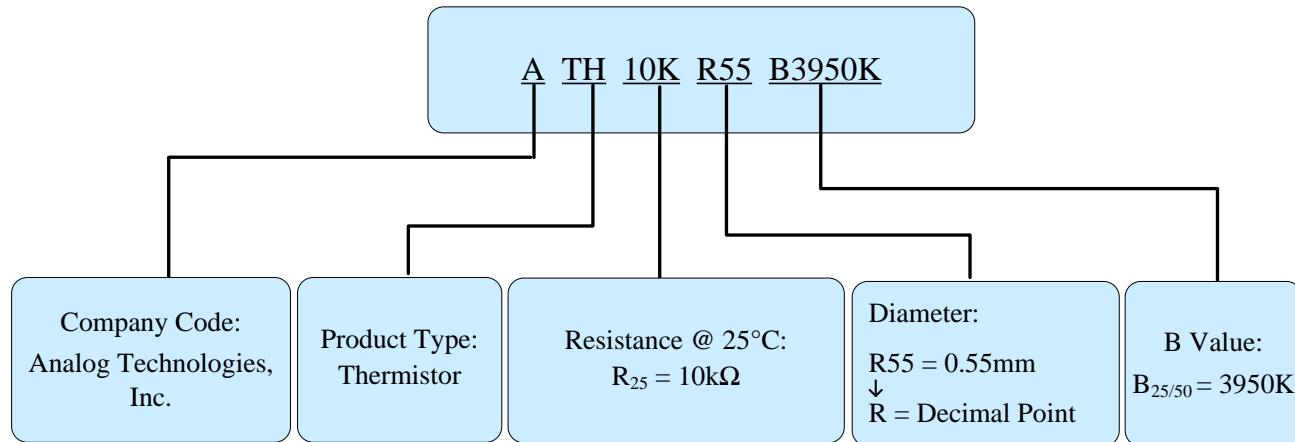 A TH 10K R55 B3950K
Company Code:
Analog Technologies,
Inc.
Product Type:
Thermistor
Resistance @ 25°C:
R₂₅ = 10kΩ
Diameter:
R55 = 0.55mm
↓
R = Decimal Point
B Value:
B₂₅/₅₀ = 3950K